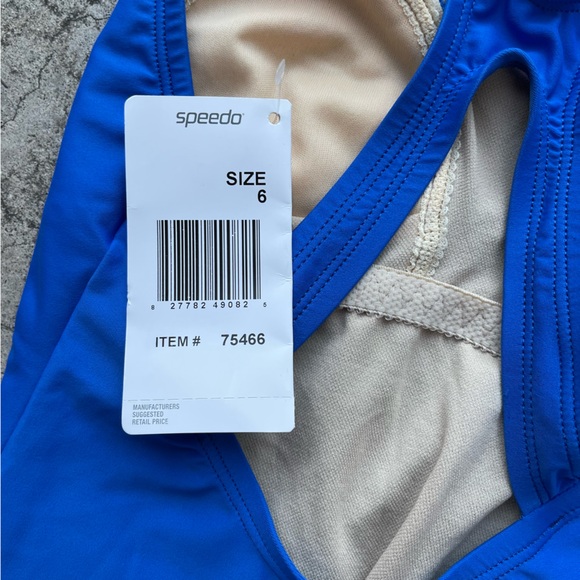 speedo
SIZE
6
8 27782 49082 5
ITEM # 75466
MANUFACTURERS
SUGGESTED
RETAIL PRICE